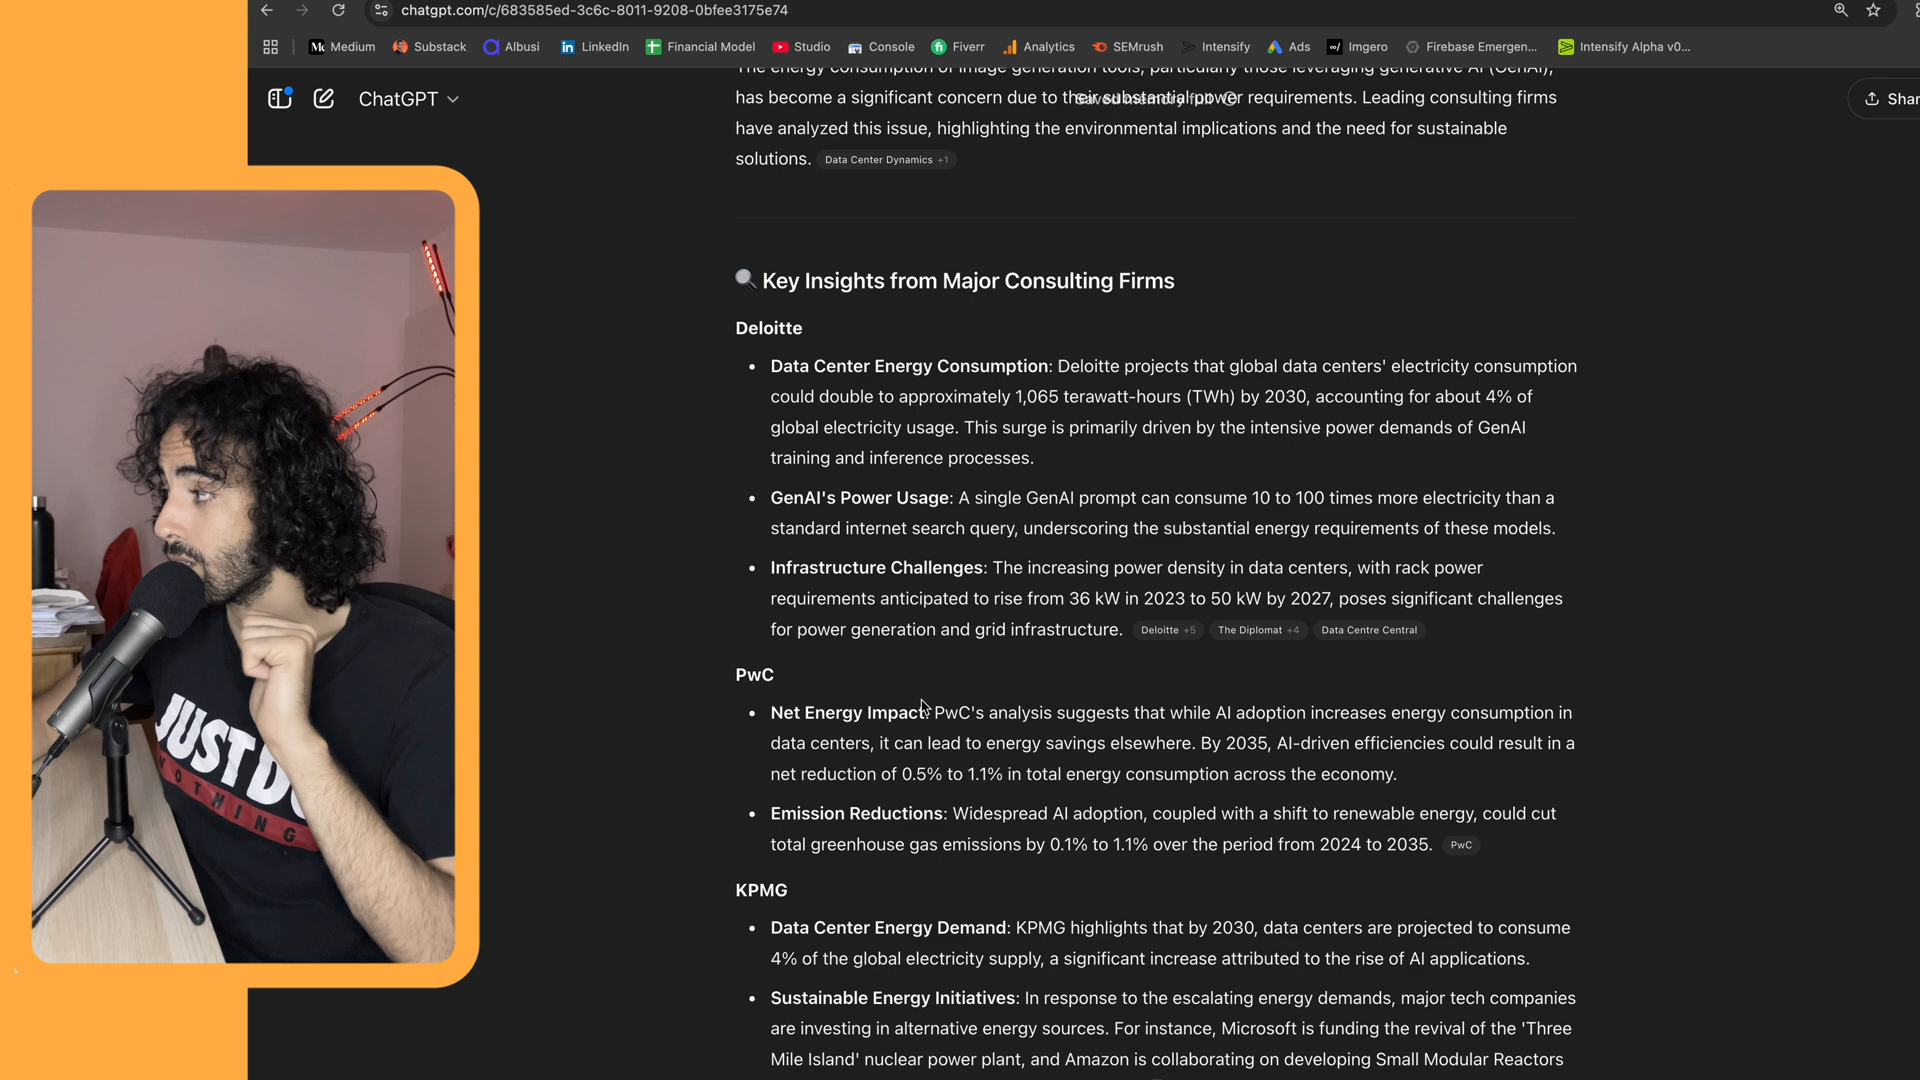 chatgpt.com/c/683585ed-3c6c-8011-9208-0bfee3175e74
Medium Substack Albusi LinkedIn Financial Model Studio Console Fiverr Analytics SEMrush Intensify Ads Imgero Firebase Emergen... Intensify Alpha v0...
ChatGPT
Saved memory full
Shar
The energy consumption of image generation tools, particularly those leveraging generative AI (GenAI),
has become a significant concern due to their substantial power requirements. Leading consulting firms
have analyzed this issue, highlighting the environmental implications and the need for sustainable
solutions. Data Center Dynamics +1
Key Insights from Major Consulting Firms
Deloitte
• Data Center Energy Consumption: Deloitte projects that global data centers' electricity consumption
could double to approximately 1,065 terawatt-hours (TWh) by 2030, accounting for about 4% of
global electricity usage. This surge is primarily driven by the intensive power demands of GenAI
training and inference processes.
• GenAI's Power Usage: A single GenAI prompt can consume 10 to 100 times more electricity than a
standard internet search query, underscoring the substantial energy requirements of these models.
• Infrastructure Challenges: The increasing power density in data centers, with rack power
requirements anticipated to rise from 36 kW in 2023 to 50 kW by 2027, poses significant challenges
for power generation and grid infrastructure. Deloitte +5 The Diplomat +4 Data Centre Central
PwC
• Net Energy Impact: PwC's analysis suggests that while AI adoption increases energy consumption in
data centers, it can lead to energy savings elsewhere. By 2035, AI-driven efficiencies could result in a
net reduction of 0.5% to 1.1% in total energy consumption across the economy.
• Emission Reductions: Widespread AI adoption, coupled with a shift to renewable energy, could cut
total greenhouse gas emissions by 0.1% to 1.1% over the period from 2024 to 2035. PwC
KPMG
• Data Center Energy Demand: KPMG highlights that by 2030, data centers are projected to consume
4% of the global electricity supply, a significant increase attributed to the rise of AI applications.
• Sustainable Energy Initiatives: In response to the escalating energy demands, major tech companies
are investing in alternative energy sources. For instance, Microsoft is funding the revival of the 'Three
Mile Island' nuclear power plant, and Amazon is collaborating on developing Small Modular Reactors
JUST DO
NOTHING